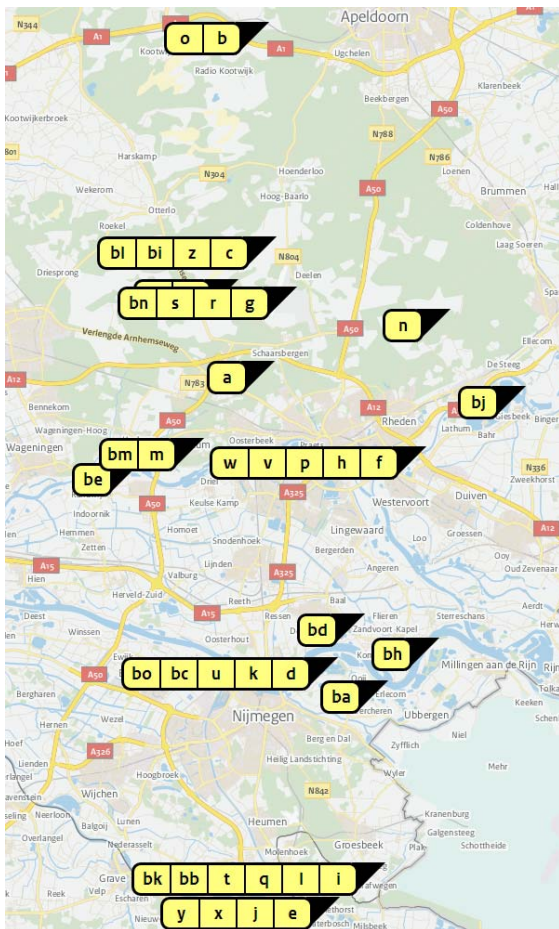 N344
Apeldoorn
A1
o b
Kootwijk
A1
Ugchelen
Radio Kootwijk
A1
Beekbergen
Klarenbeek
A50
Kootwijkerbroek
N788
Harskamp
N786
N304
Hoenderloo
Loenen
Wekerom
A50
Hoog-Baarlo
Brummen
Otterlo
Roekel
Coldenhove
bl bi z c
N804
Laag Soeren
Driesprong
Deelen
bn s r g
n
A50
Verlengde Arnhemseweg
Ellecom
Schaarsbergen
De Steeg
A12
a
N783
Bennekom
A12
bj
Giesbeek
Rheden
A50
Wageningen-Hoog
Lathum
Bahr
Oosterbeek
Wageningen
bm m
w v p h f
N336
be
Driel
Zweekhorst
A325
Duiven
A50
Keulse Kamp
Westervoort
Indoornik
Hemmen
Homoet
Lingewaard
Groessen
A12
Zetten
Snodenhoek
Loo
Bergerden
Ooy
A15
Lijnden
Hien
Valburg
A325
Angeren
Oud Zevenaar
Herveld-Zuid
A15
Reeth
Baal
Aerdt
Deest
Ressen
Flieren
Sterreschans
bd
Winssen
Zandvoort
Kapel
Oosterhout
bh
Millingen aan de Rijn
A50
bo bc u k d
Bergharen
ba
Erlecom
Wezel
Nijmegen
Ubbergen
Keeken
Hernen
Niel
Berg en Dal
Zyfflich
A326
Heilig Landstichting
Wyler
Mehr
Hoogbroek
Wijchen
N842
Lunen
Heumen
Kranenburg
Balgoij
Neerloon
Galgensteeg
Groesbeek
Overlangel
Nederasselt
Molenhoek
Schottheide
Grave
bk bb t q l i
Velp
Reek
Escharen
y x j e